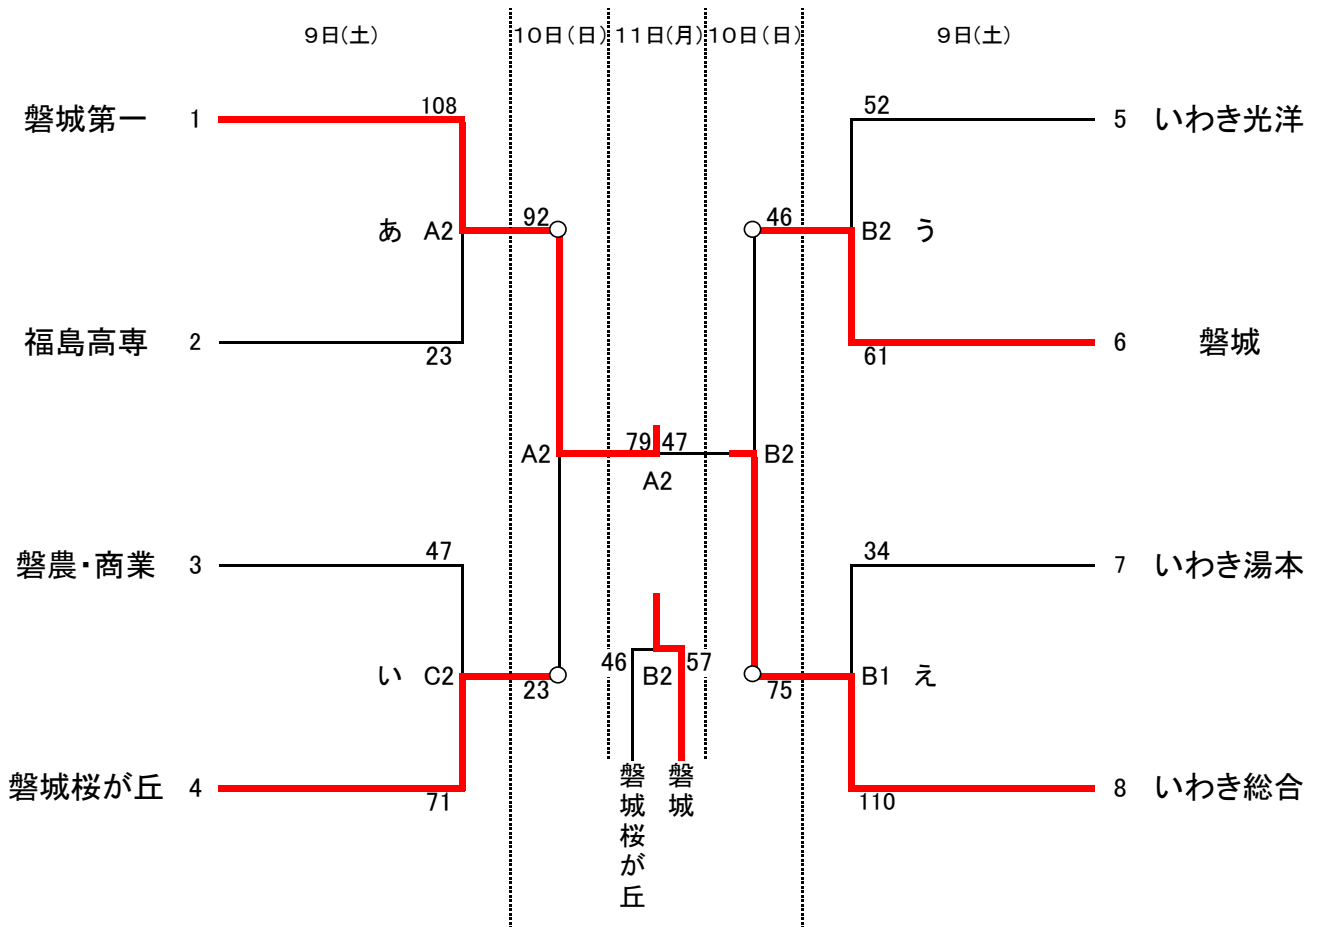 9日(土) 10日(日) 11日(月) 10日(日) 9日(土)
磐城第一 1 108 52 5 いわき光洋
あ A2 92 46 B2 う
福島高専 2 23 61 6 磐城
A2 79 47 B2
A2
磐農・商業 3 47 34 7 いわき湯本
い C2 23 46 B2 57 75 B1 え
磐城桜が丘 4 71 110 8 いわき総合
磐城桜が丘
磐城